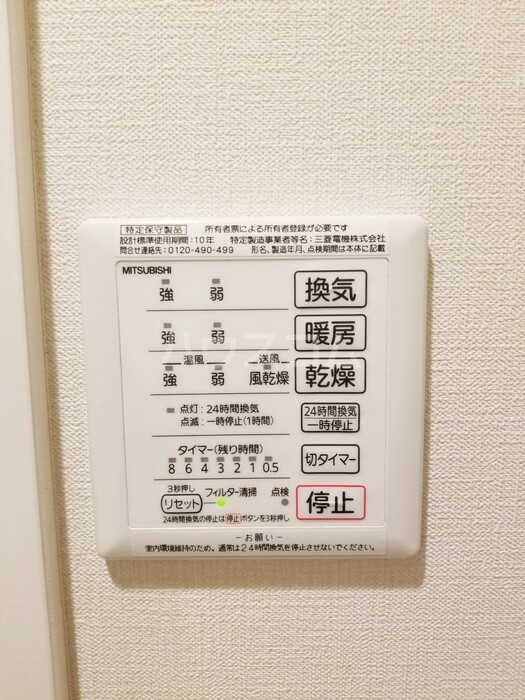 特定保守製品 所有者票による所有者登録が必要です
設計標準使用期間:10年 特定製造事業者等名:三菱電機株式会社
問合せ連絡先:0120-490-499 形名、製造年月、点検期間は本体に記載
MITSUBISHI
強 弱 換気
強 弱 暖房
温風 送風
強 弱 風乾燥 乾燥
点灯:24時間換気
点滅:一時停止(1時間)
24時間換気
一時停止
タイマー(残り時間)
8 6 4 3 2 1 0.5
切タイマー
3秒押し
リセット フィルター清掃 点検
停止
24時間換気の停止は停止ボタンを3秒押し
-お願い-
室内環境維持のため、通常は24時間換気を停止させないでください。
ハウスコム